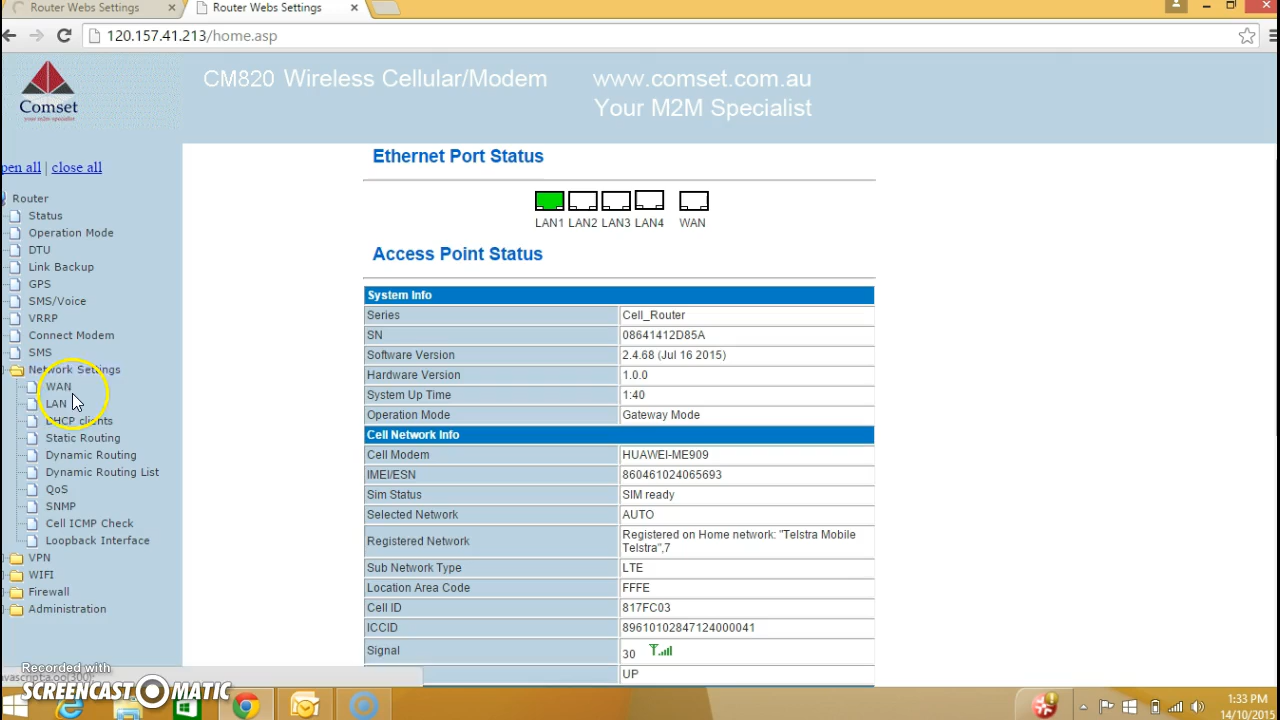 Router Webs Settings
Router Webs Settings
120.157.41.213/home.asp
Comset
your m2m specialist
CM820 Wireless Cellular/Modem
www.comset.com.au
Your M2M Specialist
pen all | close all
Router
Status
Operation Mode
DTU
Link Backup
GPS
SMS/Voice
VRRP
Connect Modem
SMS
Network Settings
WAN
LAN
DHCP clients
Static Routing
Dynamic Routing
Dynamic Routing List
QoS
SNMP
Cell ICMP Check
Loopback Interface
VPN
WIFI
Firewall
Administration
Ethernet Port Status
LAN1 LAN2 LAN3 LAN4 WAN
Access Point Status
System Info
Series Cell_Router
SN 08641412D85A
Software Version 2.4.68 (Jul 16 2015)
Hardware Version 1.0.0
System Up Time 1:40
Operation Mode Gateway Mode
Cell Network Info
Cell Modem HUAWEI-ME909
IMEI/ESN 860461024065693
Sim Status SIM ready
Selected Network AUTO
Registered Network Registered on Home network: "Telstra Mobile
Telstra",7
Sub Network Type LTE
Location Area Code FFFE
Cell ID 817FC03
ICCID 89610102847124000041
Signal 30
UP
Recorded with
SCREENCAST MATIC
1:33 PM
14/10/2015